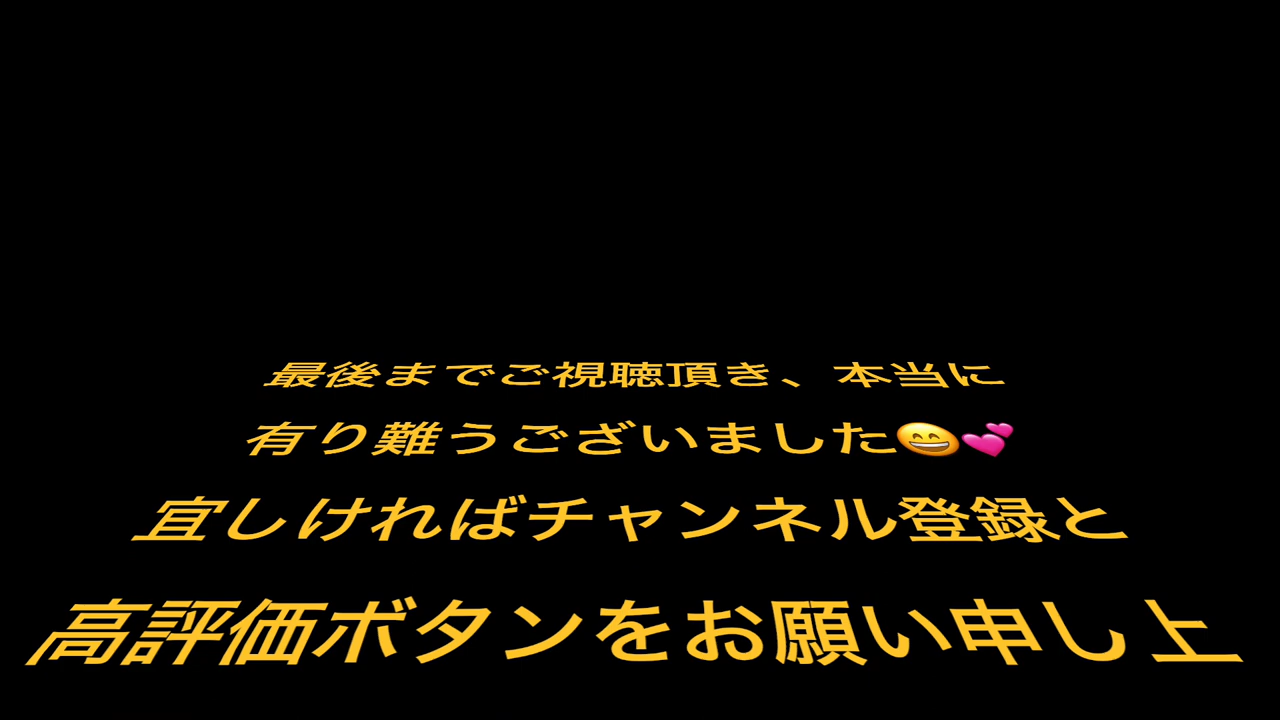 最後までご視聴頂き、本当に
有り難うございました😄💕
宜しければチャンネル登録と
高評価ボタンをお願い申し上